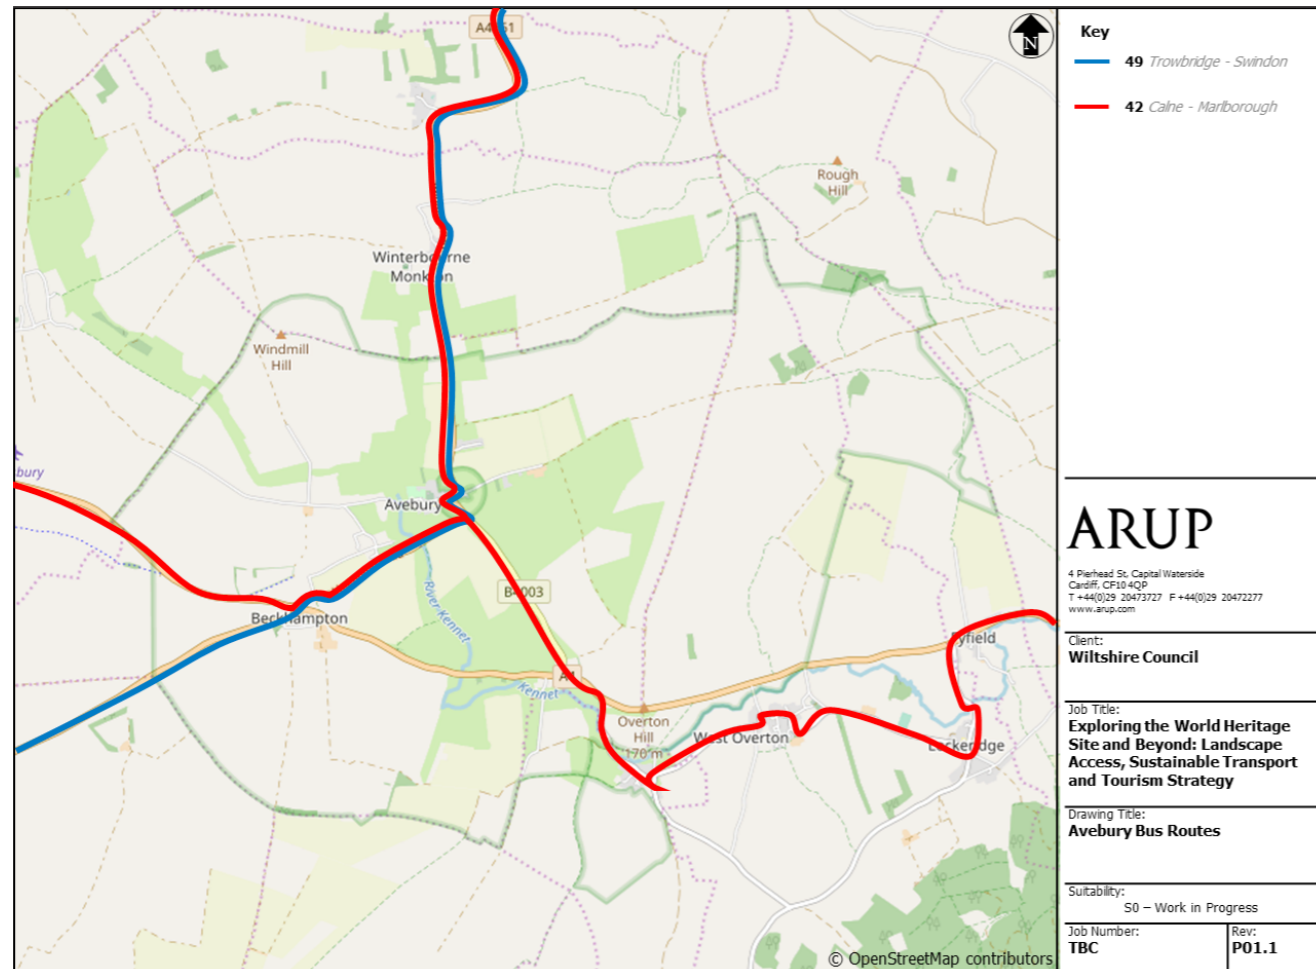 A4361
N
Rough
Hill
Winterbourne
Monkton
Windmill
Hill
bury
Avebury
B4003
River Kennet
Beckhampton
A4
Kennet
Fyfield
Overton
Hill
178 m
West Overton
Lockeridge
© OpenStreetMap contributors
Key
49 Trowbridge - Swindon
42 Calne - Marlborough
ARUP
4 Pierhead St, Capital Waterside
Cardiff, CF10 4QP
T +44(0)29 20473727 F +44(0)29 20472277
www.arup.com
Client:
Wiltshire Council
Job Title:
Exploring the World Heritage
Site and Beyond: Landscape
Access, Sustainable Transport
and Tourism Strategy
Drawing Title:
Avebury Bus Routes
Suitability:
S0 – Work in Progress
Job Number:
TBC
Rev:
P01.1